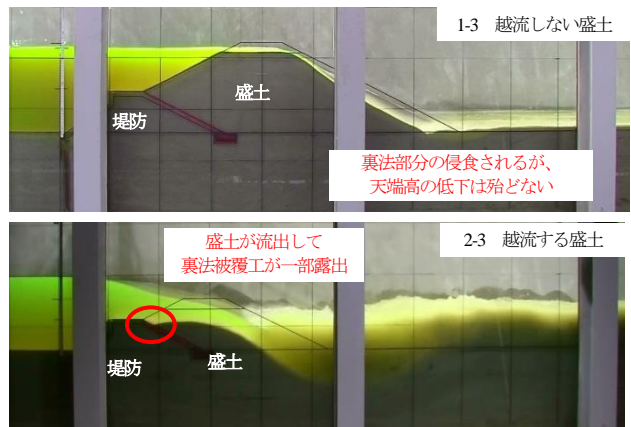 1-3 越流しない盛土
盛土
堤防
裏法部分の侵食されるが、
天端高の低下は殆どない
盛土が流出して
裏法被覆工が一部露出
2-3 越流する盛土
堤防
盛土